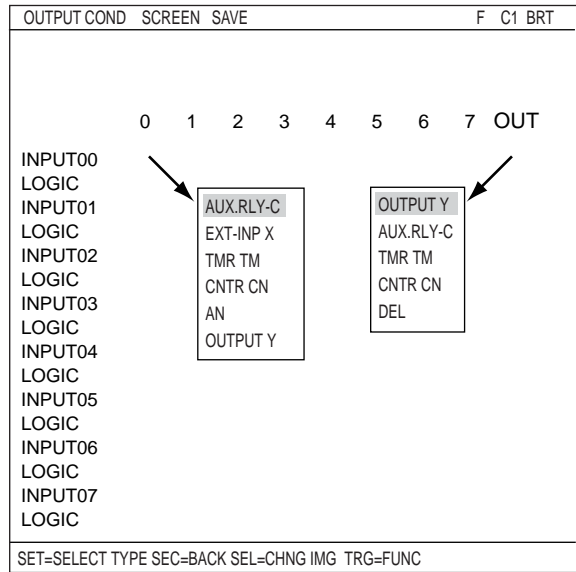 OUTPUT COND SCREEN SAVE F C1 BRT
0 1 2 3 4 5 6 7 OUT
INPUT00
LOGIC
INPUT01
LOGIC
INPUT02
LOGIC
INPUT03
LOGIC
INPUT04
LOGIC
INPUT05
LOGIC
INPUT06
LOGIC
INPUT07
LOGIC
AUX.RLY-C
EXT-INP X
TMR TM
CNTR CN
AN
OUTPUT Y
OUTPUT Y
AUX.RLY-C
TMR TM
CNTR CN
DEL
SET=SELECT TYPE SEC=BACK SEL=CHNG IMG TRG=FUNC